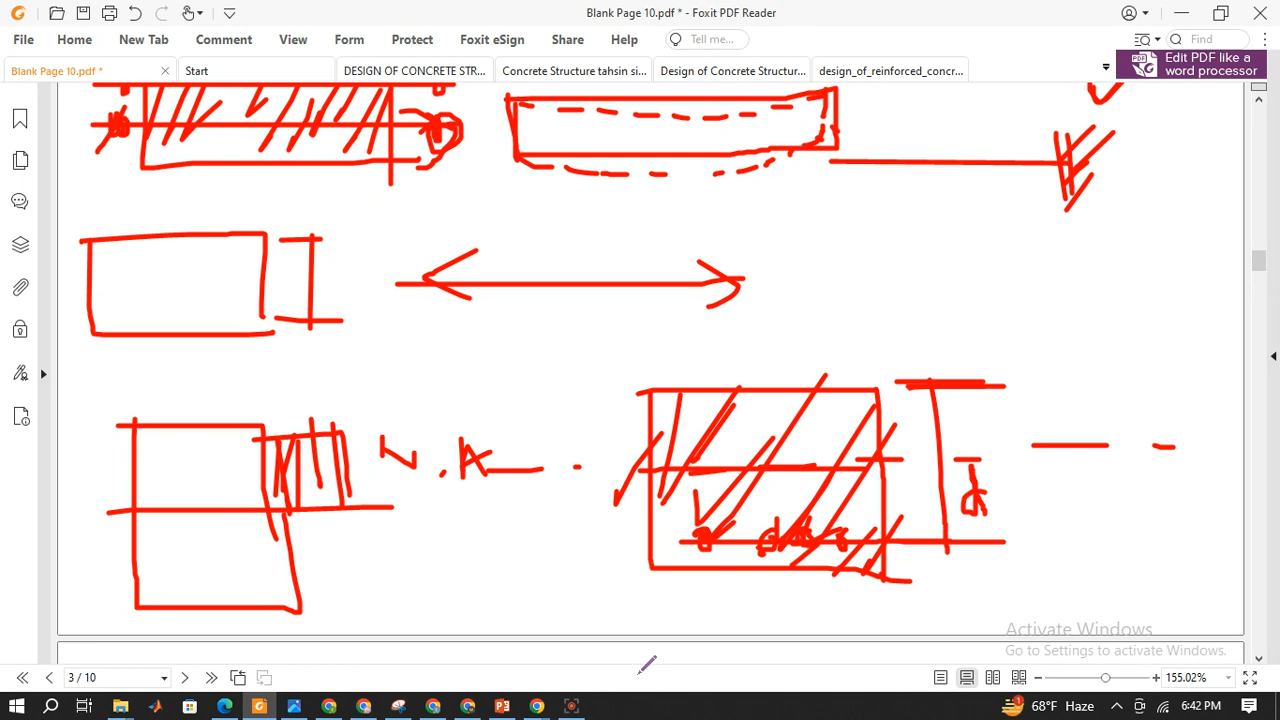 Blank Page 10.pdf * - Foxit PDF Reader
File Home New Tab Comment View Form Protect Foxit eSign Share Help Tell me... Find
Blank Page 10.pdf * Start DESIGN OF CONCRETE STR... Concrete Structure tahsin si... Design of Concrete Structur... design_of_reinforced_concr...
Edit PDF like a
word processor
N.A
d
Activate Windows
Go to Settings to activate Windows.
3 / 10 155.02%
68°F Haze 6:42 PM
1